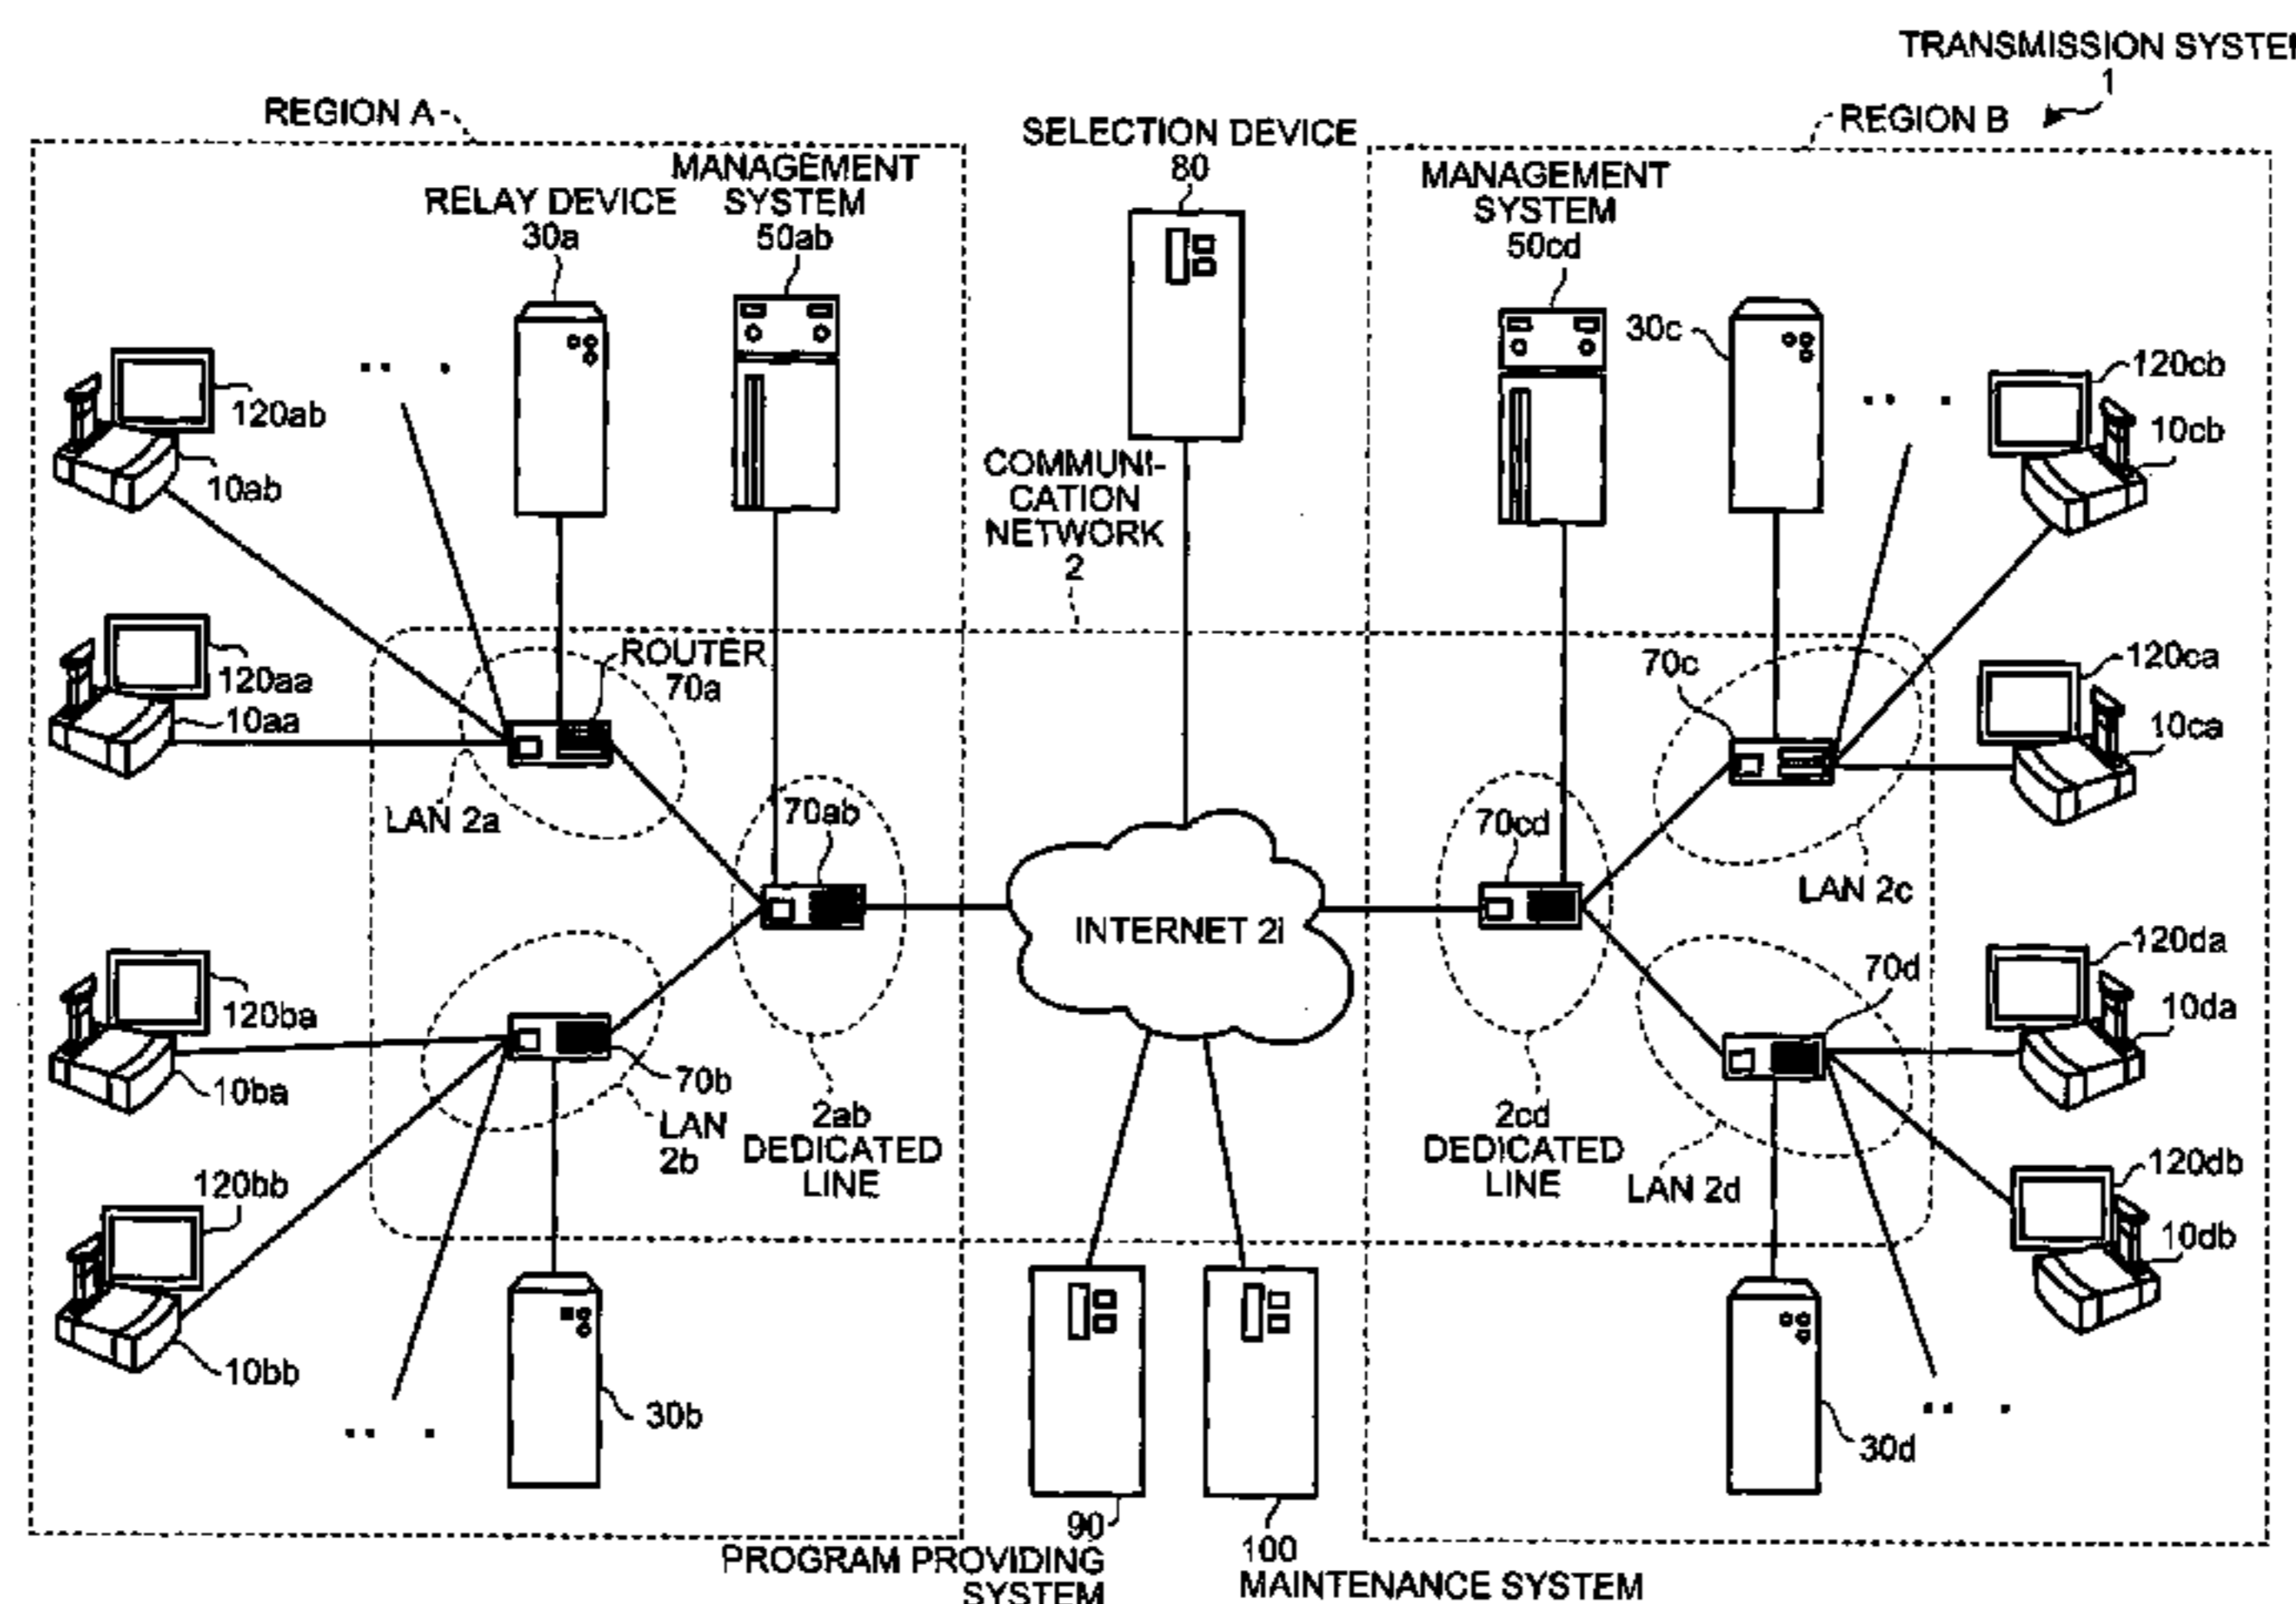 TRANSMISSION SYSTEM
1
REGION A
REGION B
SELECTION DEVICE
80
MANAGEMENT
SYSTEM
50ab
RELAY DEVICE
30a
MANAGEMENT
SYSTEM
50cd
30c
120ab
10ab
120cb
10cb
COMMUNI-
CATION
NETWORK
2
120aa
10aa
ROUTER
70a
LAN 2a
70ab
70c
120ca
10ca
70cd
LAN 2c
INTERNET 2i
120ba
10ba
70b
LAN
2b
2ab
DEDICATED
LINE
2cd
DEDICATED
LINE
70d
LAN 2d
120da
10da
120bb
10bb
30b
120db
10db
30d
90
PROGRAM PROVIDING
SYSTEM
100
MAINTENANCE SYSTEM